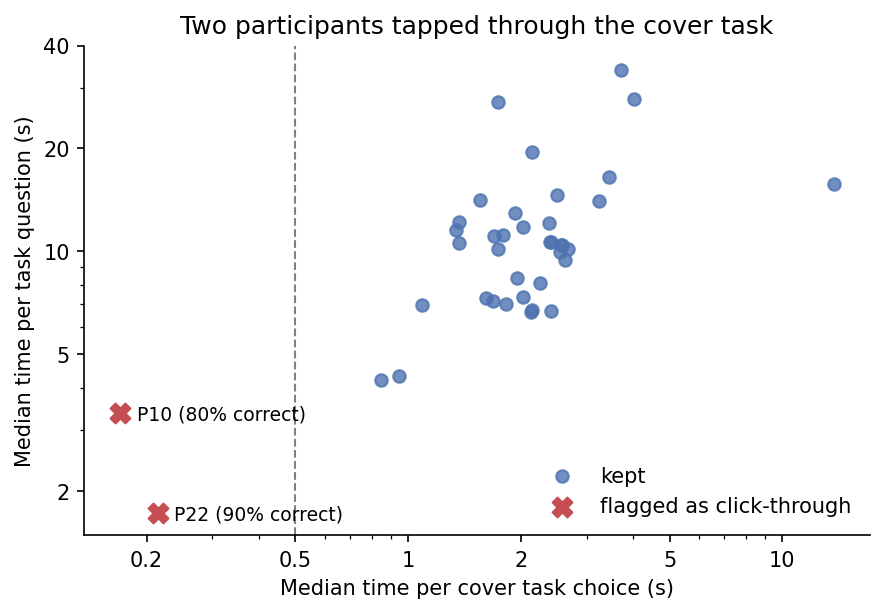 Two participants tapped through the cover task
Median time per task question (s)
40
20
10
5
2
P10 (80% correct)
P22 (90% correct)
kept
flagged as click-through
0.2
0.5
1
2
5
10
Median time per cover task choice (s)